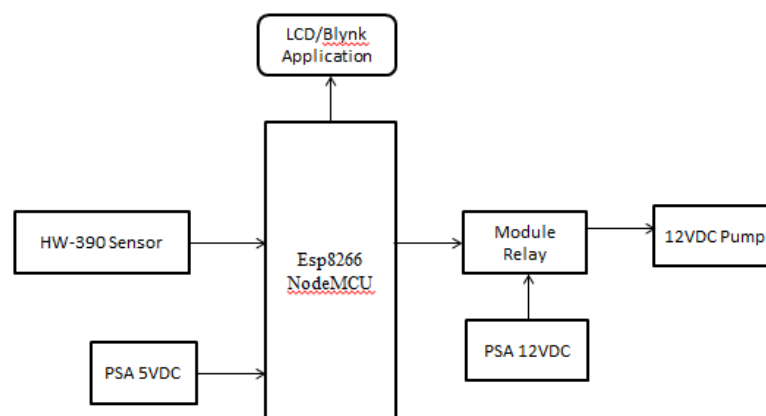 LCD/Blynk
Application
HW-390 Sensor
Esp8266
NodeMCU
Module
Relay
12VDC Pump
PSA 5VDC
PSA 12VDC